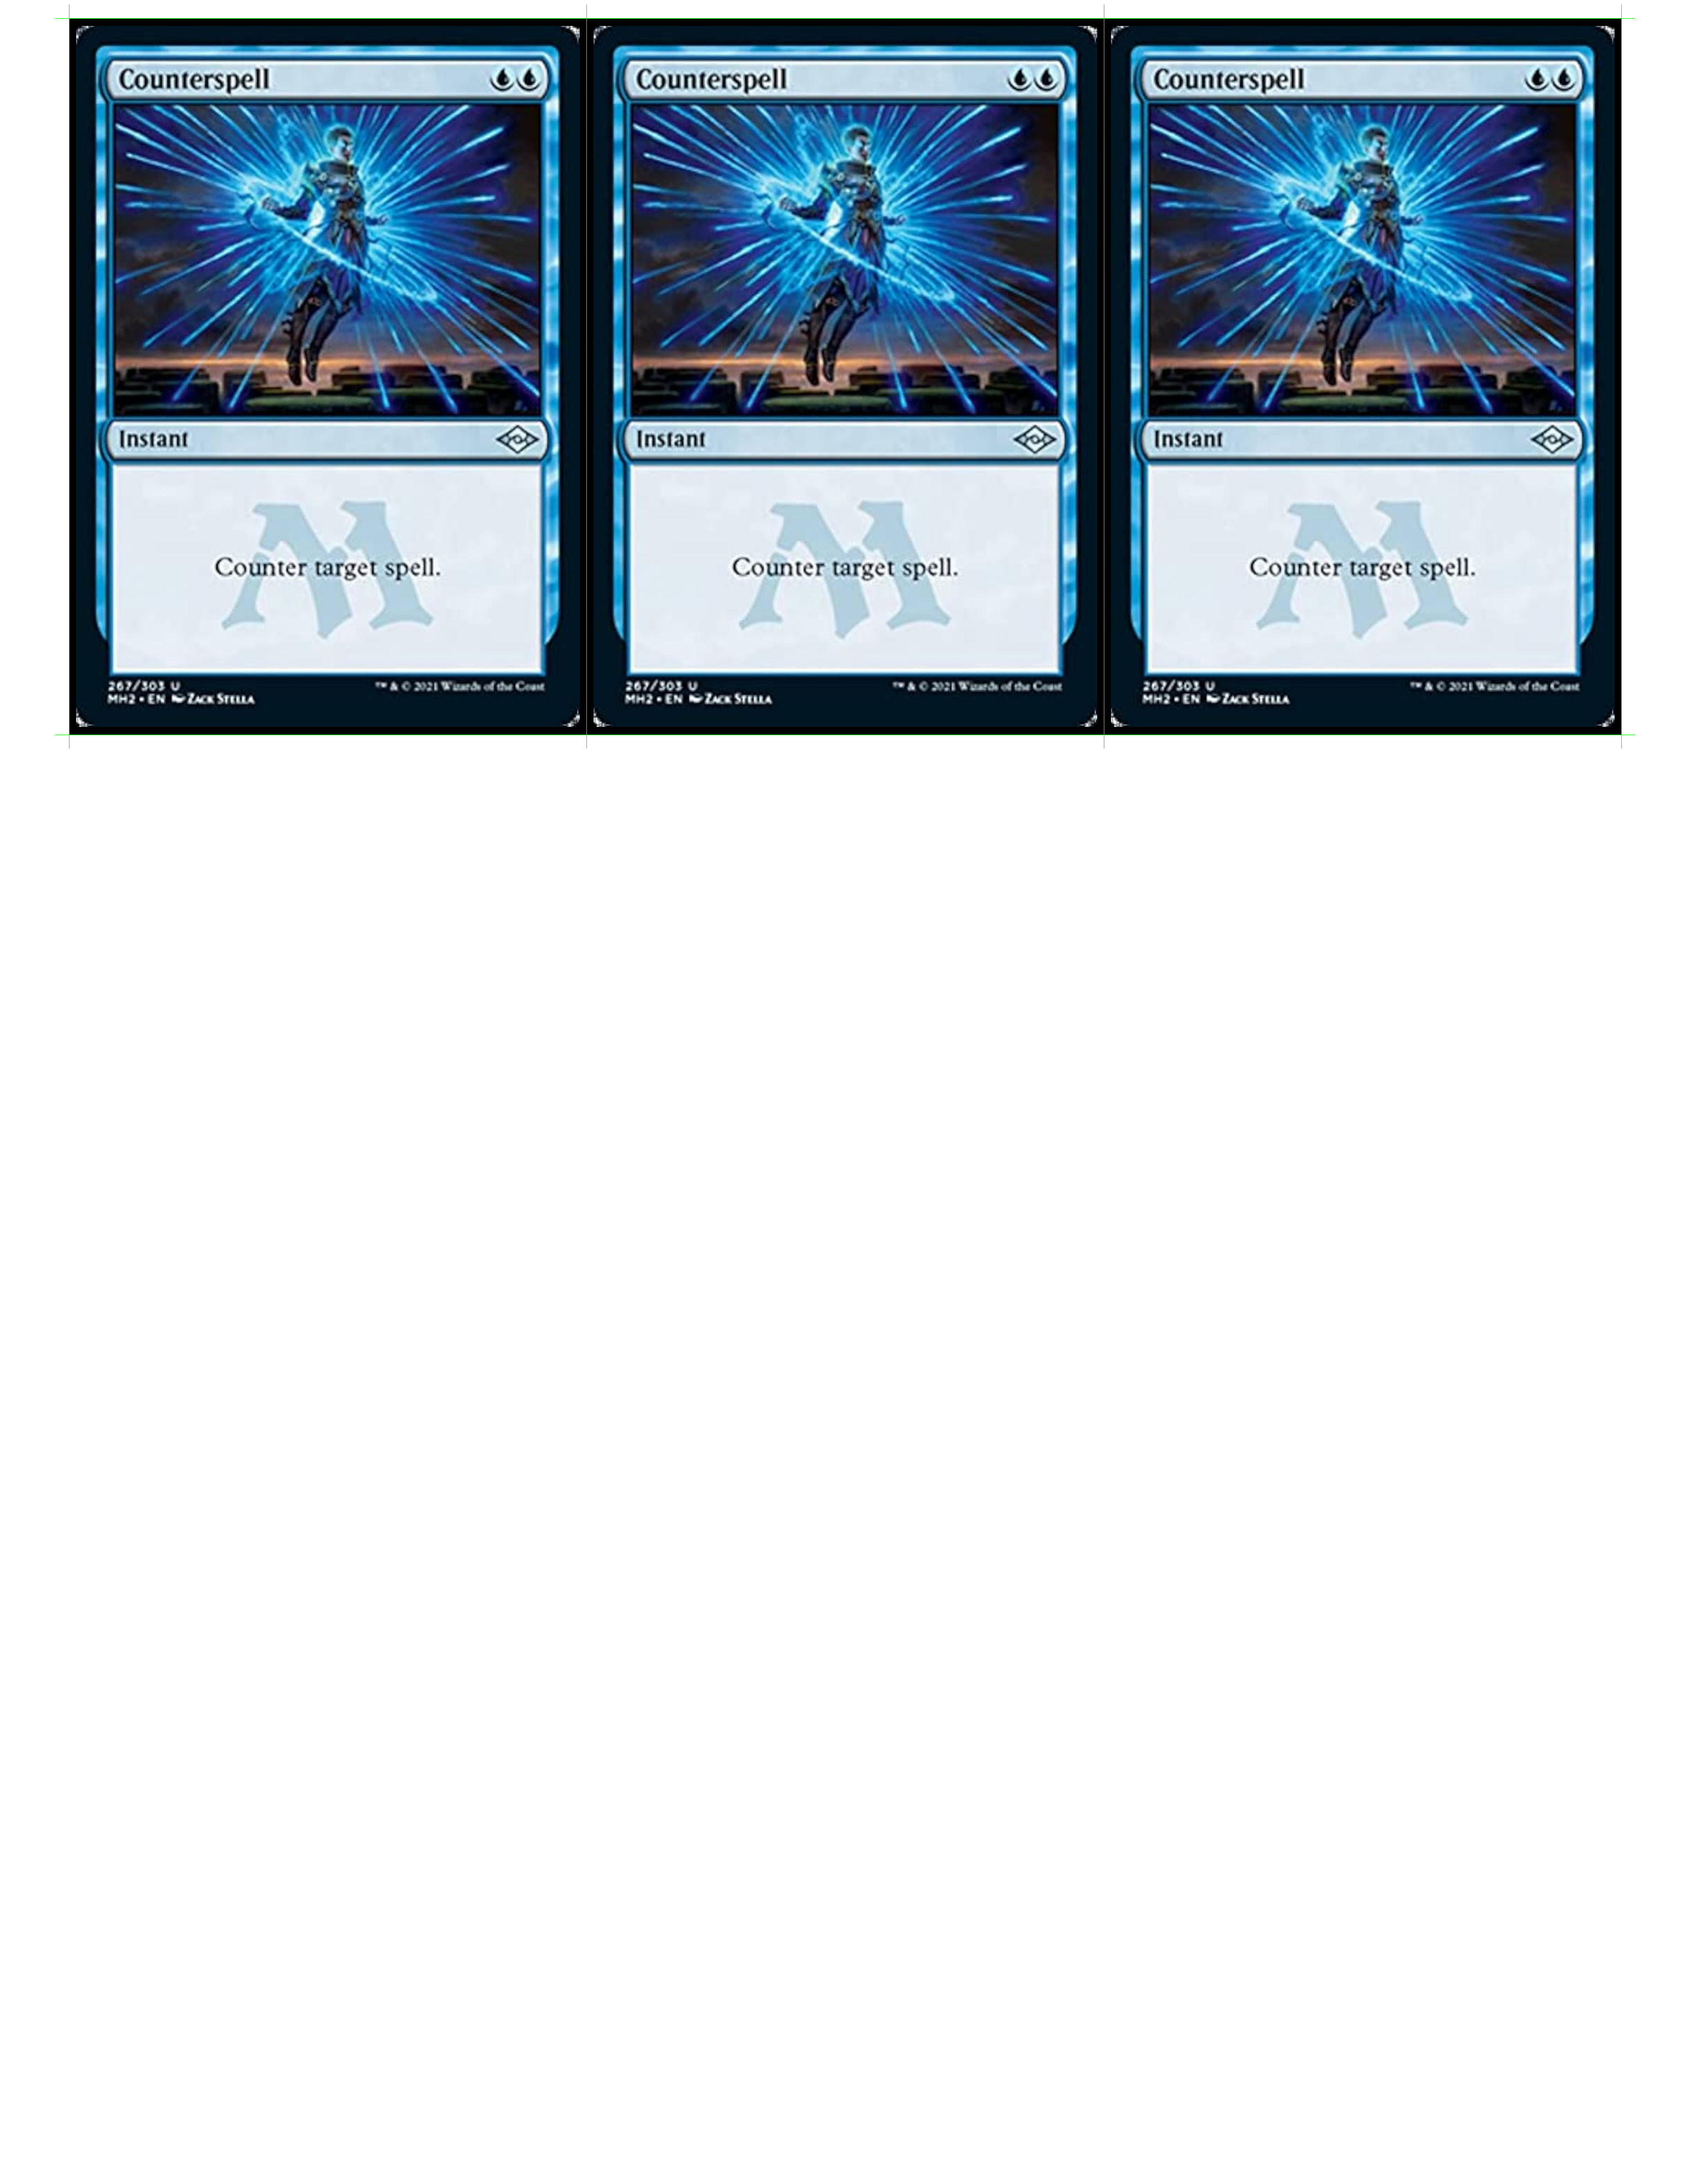 Counterspell
Instant
Counter target spell.
267/303 U
MH2 • EN ZACK STELLA
™ & © 2021 Wizards of the Coast
Counterspell
Instant
Counter target spell.
267/303 U
MH2 • EN ZACK STELLA
™ & © 2021 Wizards of the Coast
Counterspell
Instant
Counter target spell.
267/303 U
MH2 • EN ZACK STELLA
™ & © 2021 Wizards of the Coast